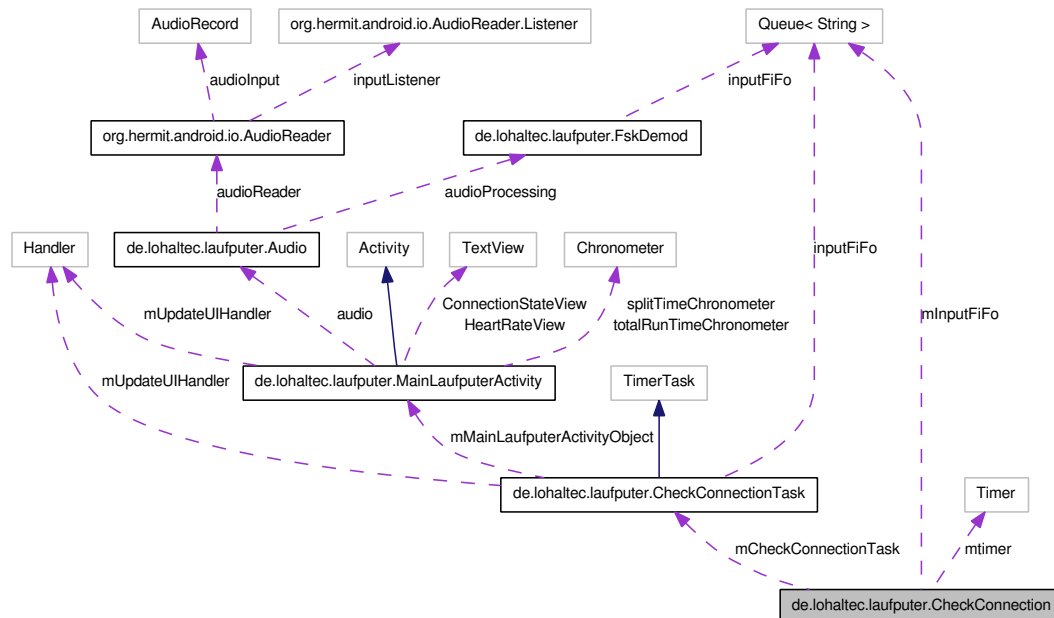 AudioRecord
org.hermit.android.io.AudioReader.Listener
Queue< String >
audioInput
inputListener
inputFiFo
org.hermit.android.io.AudioReader
de.lohaltec.laufputer.FskDemod
audioReader
audioProcessing
Handler
de.lohaltec.laufputer.Audio
Activity
TextView
Chronometer
inputFiFo
mUpdateUIHandler
audio
ConnectionStateView
HeartRateView
splitTimeChronometer
totalRunTimeChronometer
mInputFiFo
mUpdateUIHandler
de.lohaltec.laufputer.MainLaufputerActivity
TimerTask
mMainLaufputerActivityObject
de.lohaltec.laufputer.CheckConnectionTask
Timer
mCheckConnectionTask
mtimer
de.lohaltec.laufputer.CheckConnection